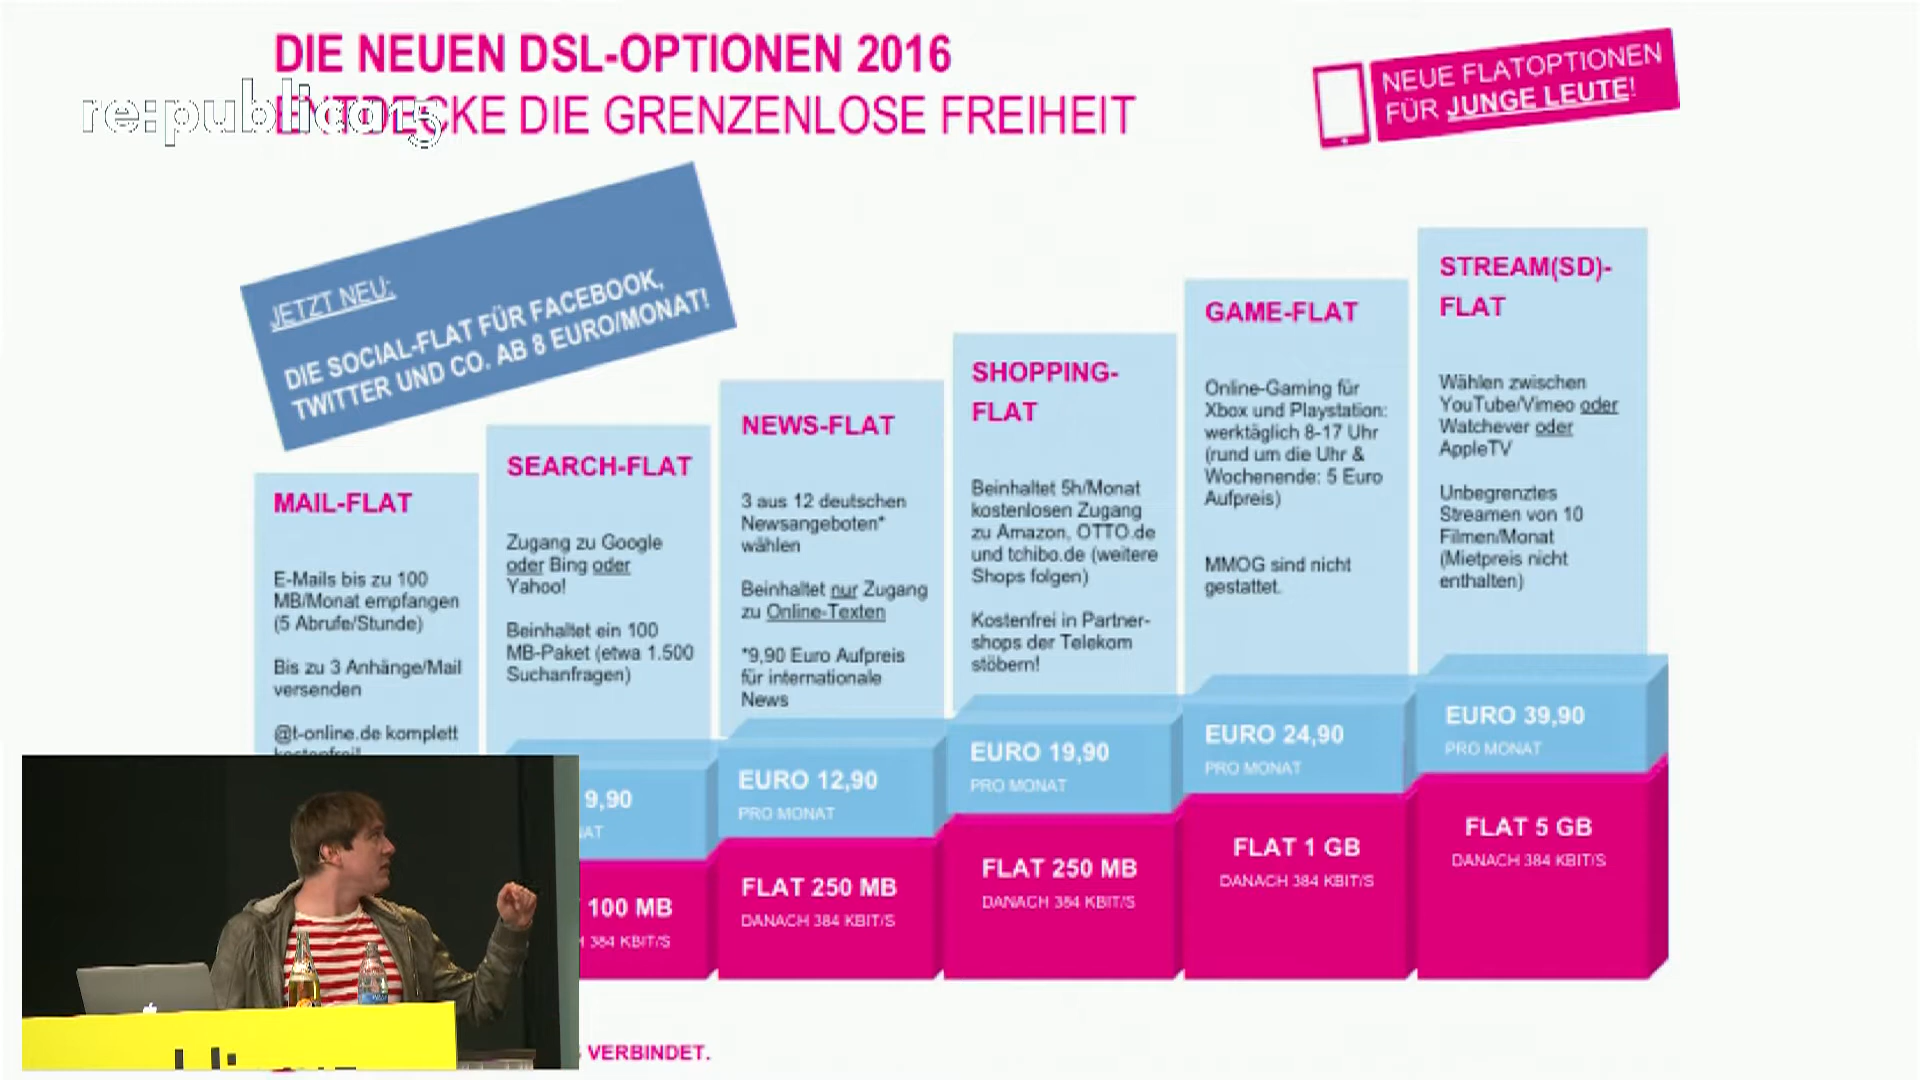 DIE NEUEN DSL-OPTIONEN 2016
ENTDECKE DIE GRENZENLOSE FREIHEIT
re:publica15
NEUE FLATOPTIONEN
FÜR JUNGE LEUTE!
JETZT NEU:
DIE SOCIAL-FLAT FÜR FACEBOOK,
TWITTER UND CO. AB 8 EURO/MONAT!
MAIL-FLAT
E-Mails bis zu 100
MB/Monat empfangen
(5 Abrufe/Stunde)
Bis zu 3 Anhänge/Mail
versenden
@t-online.de komplett
kostenfrei!
SEARCH-FLAT
Zugang zu Google
oder Bing oder
Yahoo!
Beinhaltet ein 100
MB-Paket (etwa 1.500
Suchanfragen)
9,90
NAT
100 MB
H 384 KBIT/S
NEWS-FLAT
3 aus 12 deutschen
Newsangeboten*
wählen
Beinhaltet nur Zugang
zu Online-Texten
*9,90 Euro Aufpreis
für internationale
News
EURO 12,90
PRO MONAT
FLAT 250 MB
DANACH 384 KBIT/S
SHOPPING-
FLAT
Beinhaltet 5h/Monat
kostenlosen Zugang
zu Amazon, OTTO.de
und tchibo.de (weitere
Shops folgen)
Kostenfrei in Partner-
shops der Telekom
stöbern!
EURO 19,90
PRO MONAT
FLAT 250 MB
DANACH 384 KBIT/S
GAME-FLAT
Online-Gaming für
Xbox und Playstation:
werktäglich 8-17 Uhr
(rund um die Uhr &
Wochenende: 5 Euro
Aufpreis)
MMOG sind nicht
gestattet.
EURO 24,90
PRO MONAT
FLAT 1 GB
DANACH 384 KBIT/S
STREAM(SD)-
FLAT
Wählen zwischen
YouTube/Vimeo oder
Watchever oder
AppleTV
Unbegrenztes
Streamen von 10
Filmen/Monat
(Mietpreis nicht
enthalten)
EURO 39,90
PRO MONAT
FLAT 5 GB
DANACH 384 KBIT/S
VERBINDET.